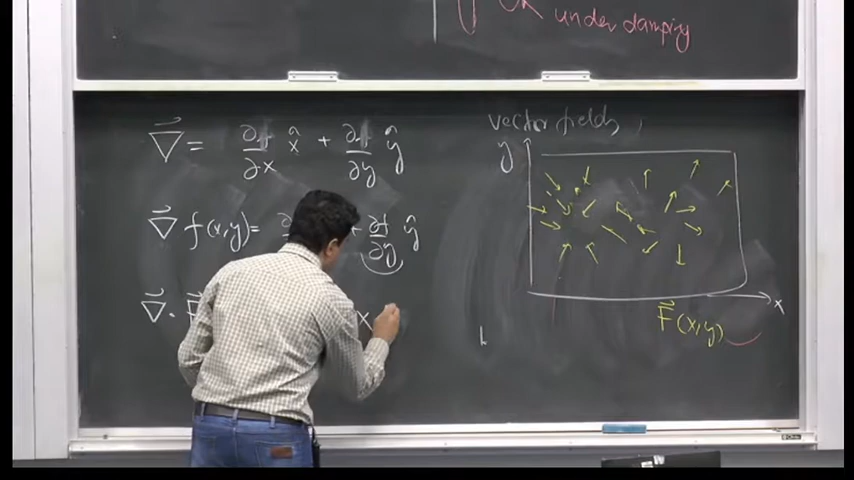 under damping
vector fields
∇⃗ = ∂/∂x x̂ + ∂/∂y ŷ
y
∇⃗ f(x,y) = ∂ + ∂f/∂y ŷ
∇⃗ · F⃗
x
x
F⃗(x,y)